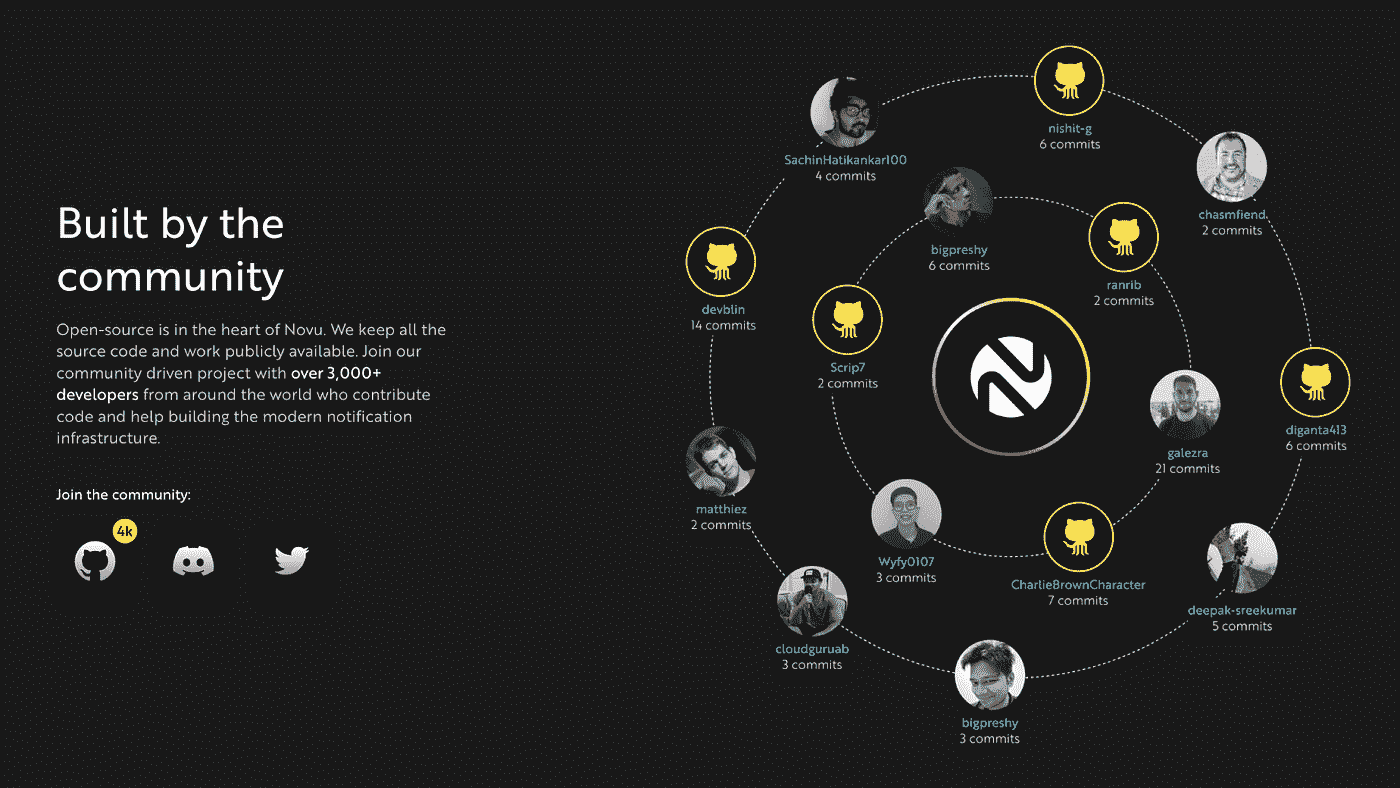 Built by the
community
Open-source is in the heart of Novu. We keep all the
source code and work publicly available. Join our
community driven project with over 3,000+
developers from around the world who contribute
code and help building the modern notification
infrastructure.
Join the community:
4k
nishit-g
6 commits
SachinHatikankar100
4 commits
chasmfiend
2 commits
bigpreshy
6 commits
ranrib
2 commits
devblin
14 commits
Scrip7
2 commits
diganta413
6 commits
galezra
21 commits
matthiez
2 commits
Wyfy0107
3 commits
CharlieBrownCharacter
7 commits
deepak-sreekumar
5 commits
cloudguruab
3 commits
bigpreshy
3 commits